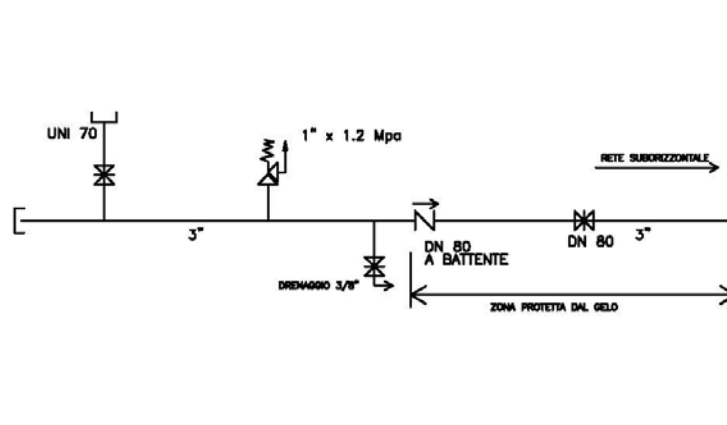 UNI 70
1" x 1.2 Mpa
RETE SUBORIZZONTALE
3"
DN 80
A BATTENTE
DN 80
3"
DRENAGGIO 3/8"
ZONA PROTETTA DAL GELO